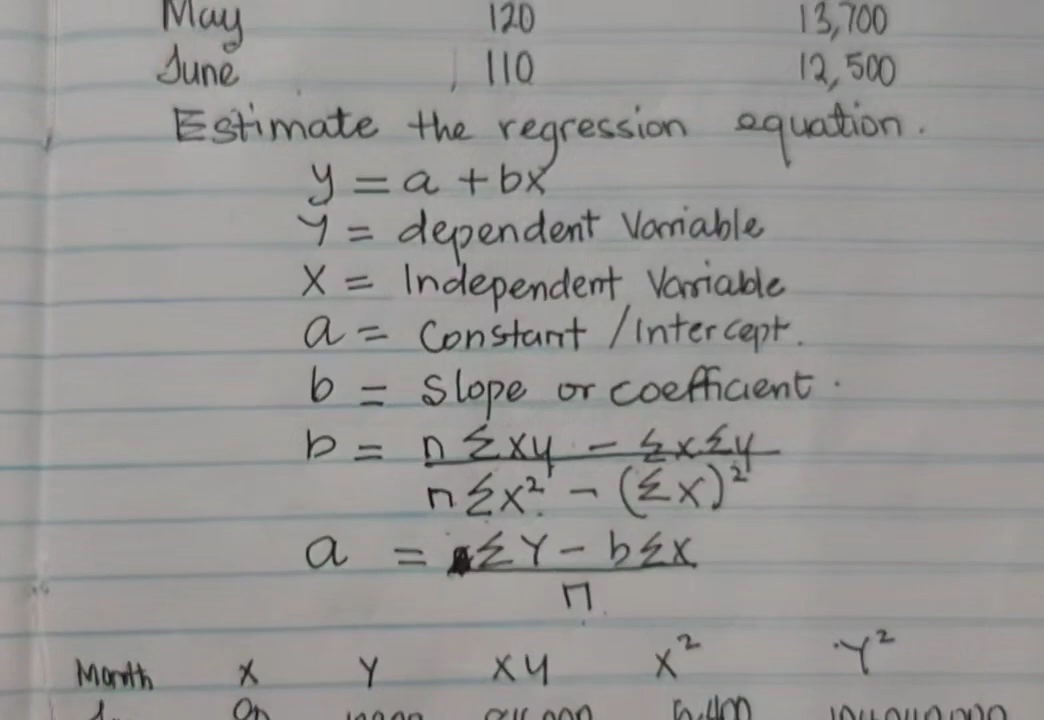 May 120 13,700
June 110 12,500
Estimate the regression equation.
y = a + bx
Y = dependent Variable
X = Independent Variable
a = Constant / Intercept.
b = Slope or coefficient.
b = n Σxy - ΣxΣy
nΣx² - (Σx)²
a = ΣY - bΣx
n
Month X Y XY X² Y²